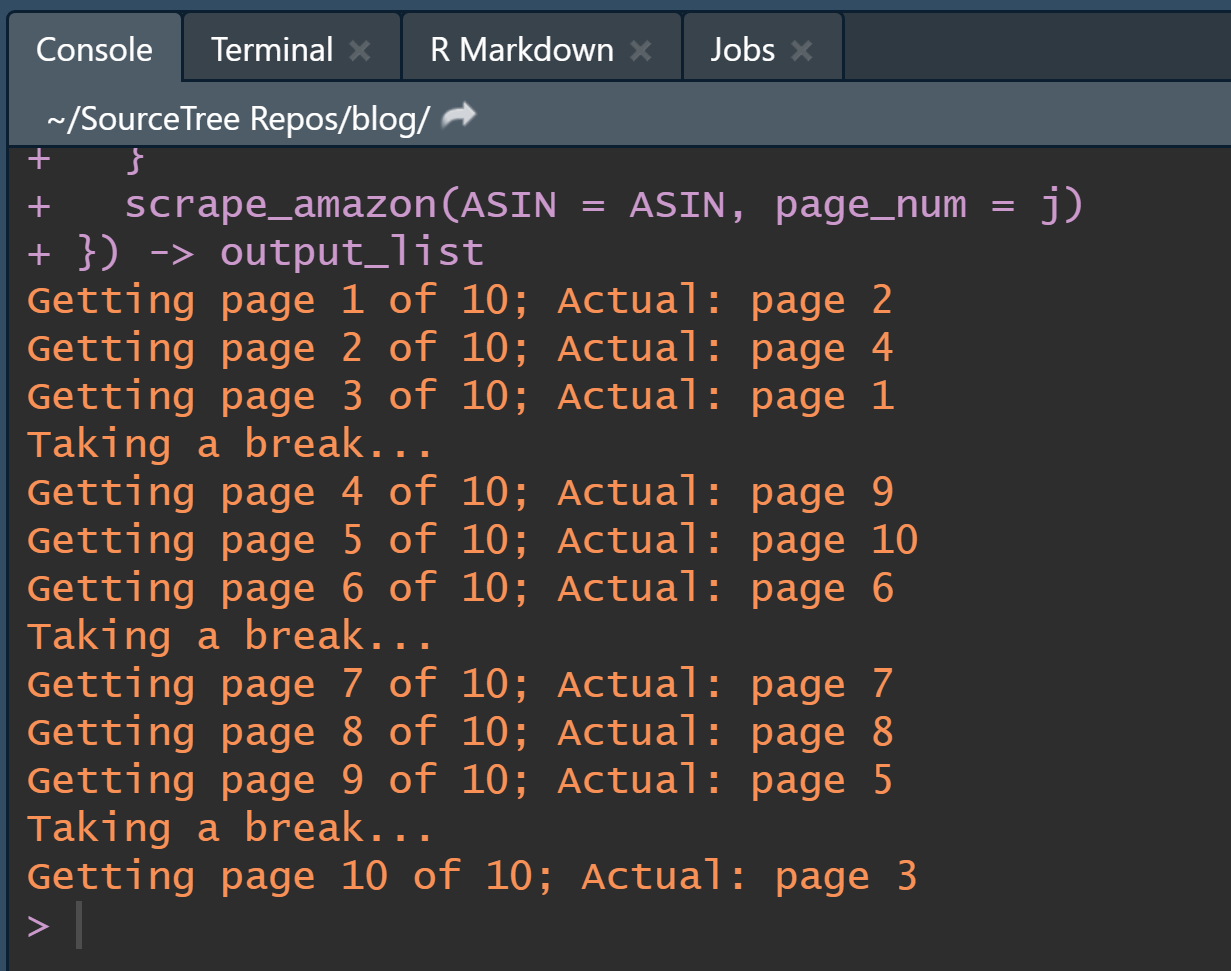 Console Terminal R Markdown Jobs
~/SourceTree Repos/blog/
+   }
+   scrape_amazon(ASIN = ASIN, page_num = j)
+ }) -> output_list
Getting page 1 of 10; Actual: page 2
Getting page 2 of 10; Actual: page 4
Getting page 3 of 10; Actual: page 1
Taking a break...
Getting page 4 of 10; Actual: page 9
Getting page 5 of 10; Actual: page 10
Getting page 6 of 10; Actual: page 6
Taking a break...
Getting page 7 of 10; Actual: page 7
Getting page 8 of 10; Actual: page 8
Getting page 9 of 10; Actual: page 5
Taking a break...
Getting page 10 of 10; Actual: page 3
>